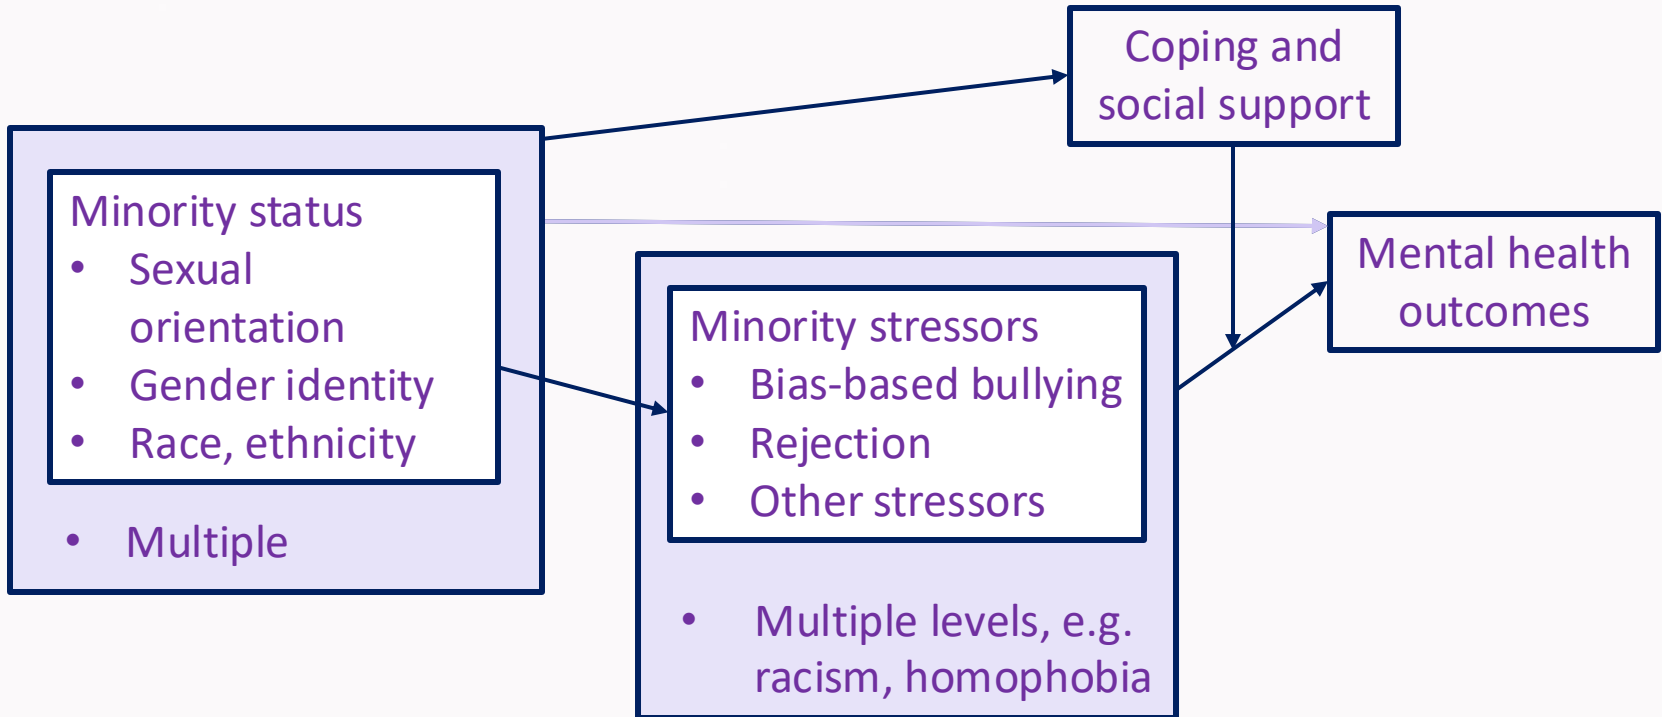 Coping and
social support
Minority status
• Sexual
orientation
• Gender identity
• Race, ethnicity
• Multiple
Minority stressors
• Bias-based bullying
• Rejection
• Other stressors
• Multiple levels, e.g.
racism, homophobia
Mental health
outcomes